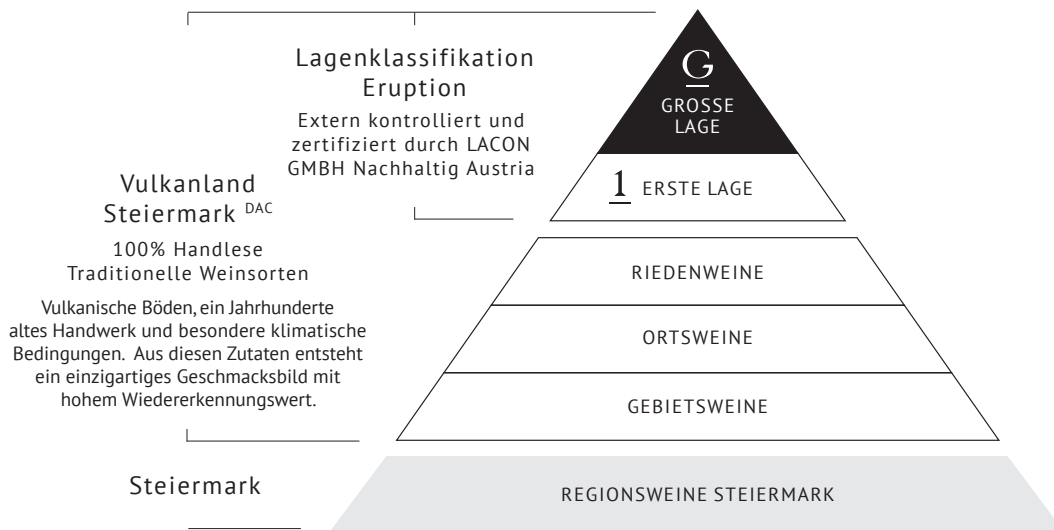 Lagenklassifikation
Eruption
Extern kontrolliert und
zertifiziert durch LACON
GMBH Nachhaltig Austria
Vulkanland
Steiermark DAC
100% Handlese
Traditionelle Weinsorten
Vulkanische Böden, ein Jahrhunderte
altes Handwerk und besondere klimatische
Bedingungen. Aus diesen Zutaten entsteht
ein einzigartiges Geschmacksbild mit
hohem Wiedererkennungswert.
Steiermark
G
GROSSE
LAGE
1 ERSTE LAGE
RIEDENWEINE
ORTSWEINE
GEBIETSWEINE
REGIONSWEINE STEIERMARK